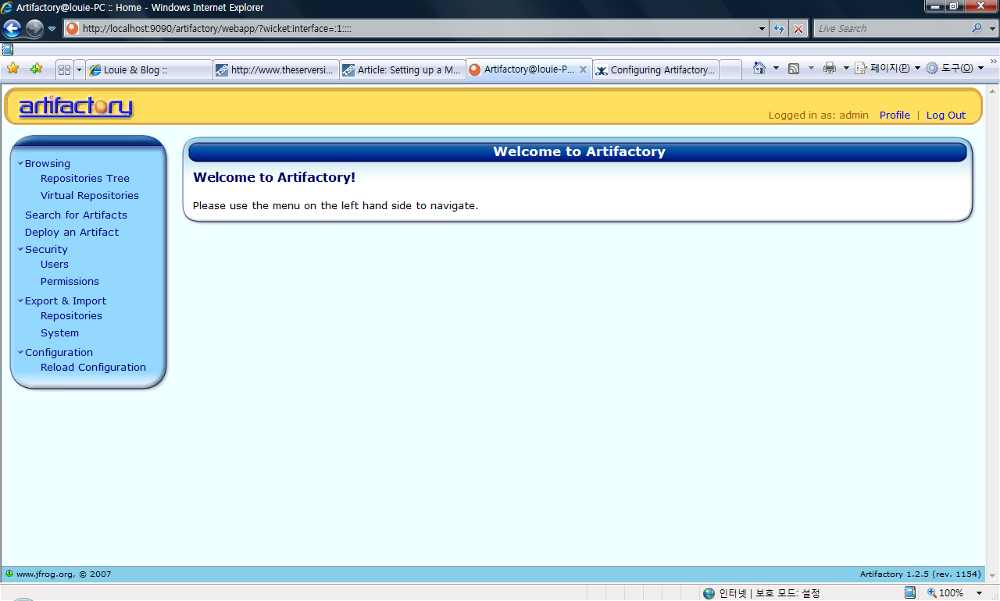 Artifactory@louie-PC :: Home - Windows Internet Explorer
http://localhost:9090/artifactory/webapp/?wicket:interface=:1::::
Live Search
Louie & Blog ::
http://www.theserversi...
Article: Setting up a M...
Artifactory@louie-P...
Configuring Artifactory...
페이지(P)
도구(O)
artifactory
Logged in as: admin Profile | Log Out
Browsing
Repositories Tree
Virtual Repositories
Search for Artifacts
Deploy an Artifact
Security
Users
Permissions
Export & Import
Repositories
System
Configuration
Reload Configuration
Welcome to Artifactory
Welcome to Artifactory!
Please use the menu on the left hand side to navigate.
www.jfrog.org, © 2007
Artifactory 1.2.5 (rev. 1154)
인터넷 | 보호 모드: 설정
100%